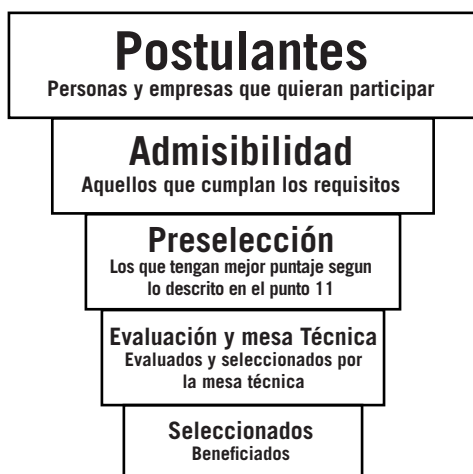 Postulantes
Personas y empresas que quieran participar
Admisibilidad
Aquellos que cumplan los requisitos
Preselección
Los que tengan mejor puntaje segun
lo descrito en el punto 11
Evaluación y mesa Técnica
Evaluados y seleccionados por
la mesa técnica
Seleccionados
Beneficiados